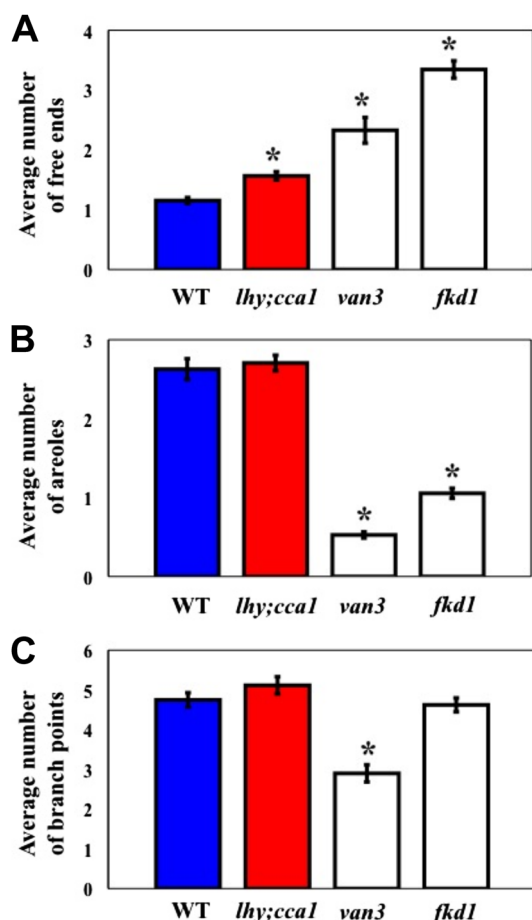 A
Average number
of free ends
4
3
2
1
0
*
*
*
WT lhy;cca1 van3 fkd1
B
Average number
of areoles
3
2
1
0
*
*
WT lhy;cca1 van3 fkd1
C
Average number
of branch points
6
5
4
3
2
1
0
*
WT lhy;cca1 van3 fkd1